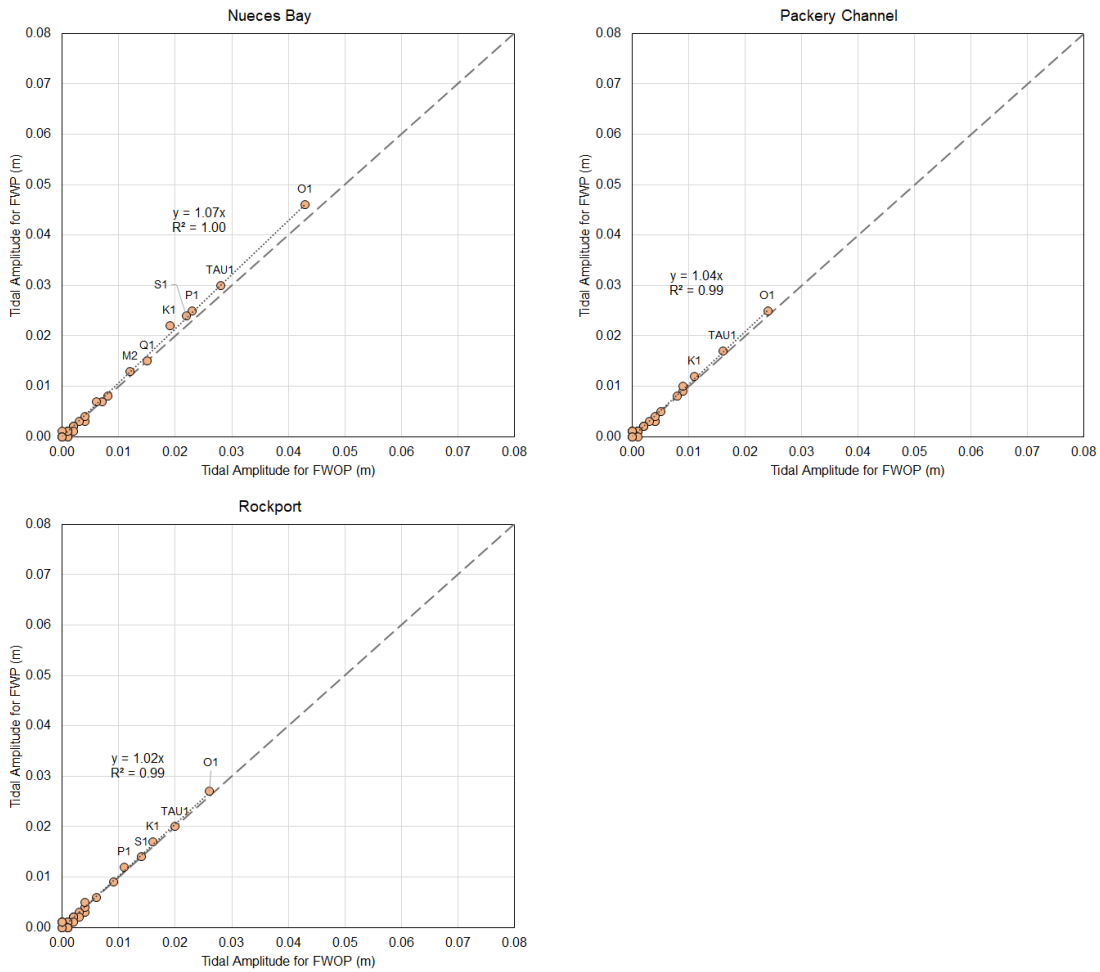 Nueces Bay
0.08
0.07
0.06
0.05
0.04
0.03
0.02
0.01
0.00
Tidal Amplitude for FWP (m)
O1
y = 1.07x
R² = 1.00
TAU1
S1
P1
K1
Q1
M2
0.00 0.01 0.02 0.03 0.04 0.05 0.06 0.07 0.08
Tidal Amplitude for FWOP (m)
Packery Channel
0.08
0.07
0.06
0.05
0.04
0.03
0.02
0.01
0.00
Tidal Amplitude for FWP (m)
y = 1.04x
R² = 0.99
O1
TAU1
K1
0.00 0.01 0.02 0.03 0.04 0.05 0.06 0.07 0.08
Tidal Amplitude for FWOP (m)
Rockport
0.08
0.07
0.06
0.05
0.04
0.03
0.02
0.01
0.00
Tidal Amplitude for FWP (m)
y = 1.02x
R² = 0.99
O1
TAU1
K1
S1
P1
0.00 0.01 0.02 0.03 0.04 0.05 0.06 0.07 0.08
Tidal Amplitude for FWOP (m)